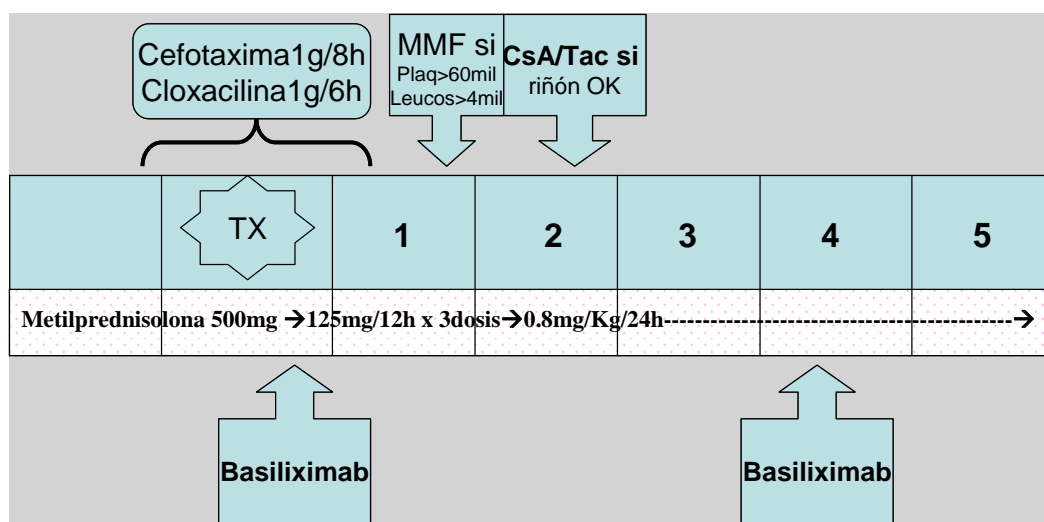 Cefotaxima1g/8h
Cloxacilina1g/6h
MMF si
Plaq>60mil
Leucos>4mil
CsA/Tac si
riñón OK
TX
1
2
3
4
5
Metilprednisolona 500mg →125mg/12h x 3dosis→0.8mg/Kg/24h------------------------------------------→
Basiliximab
Basiliximab